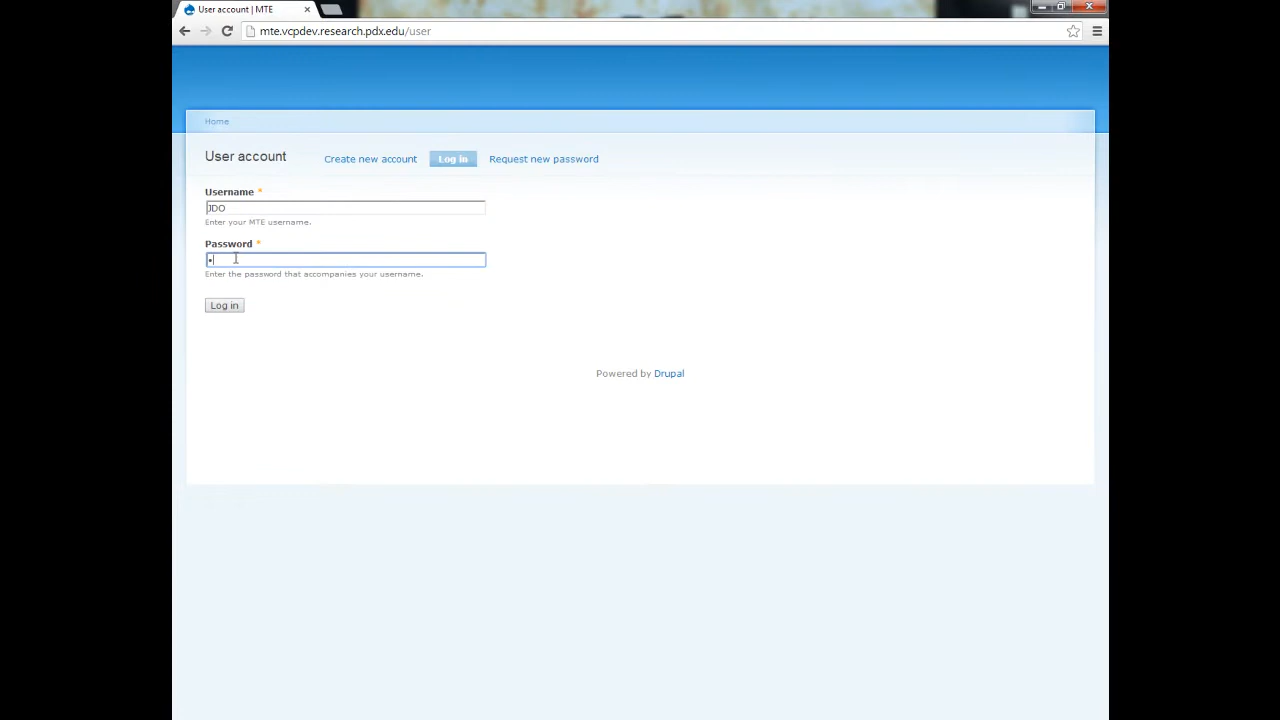 User account | MTE
mte.vcpdev.research.pdx.edu/user
Home
User account
Create new account
Log in
Request new password
Username *
JDO
Enter your MTE username.
Password *
•
Enter the password that accompanies your username.
Log in
Powered by Drupal